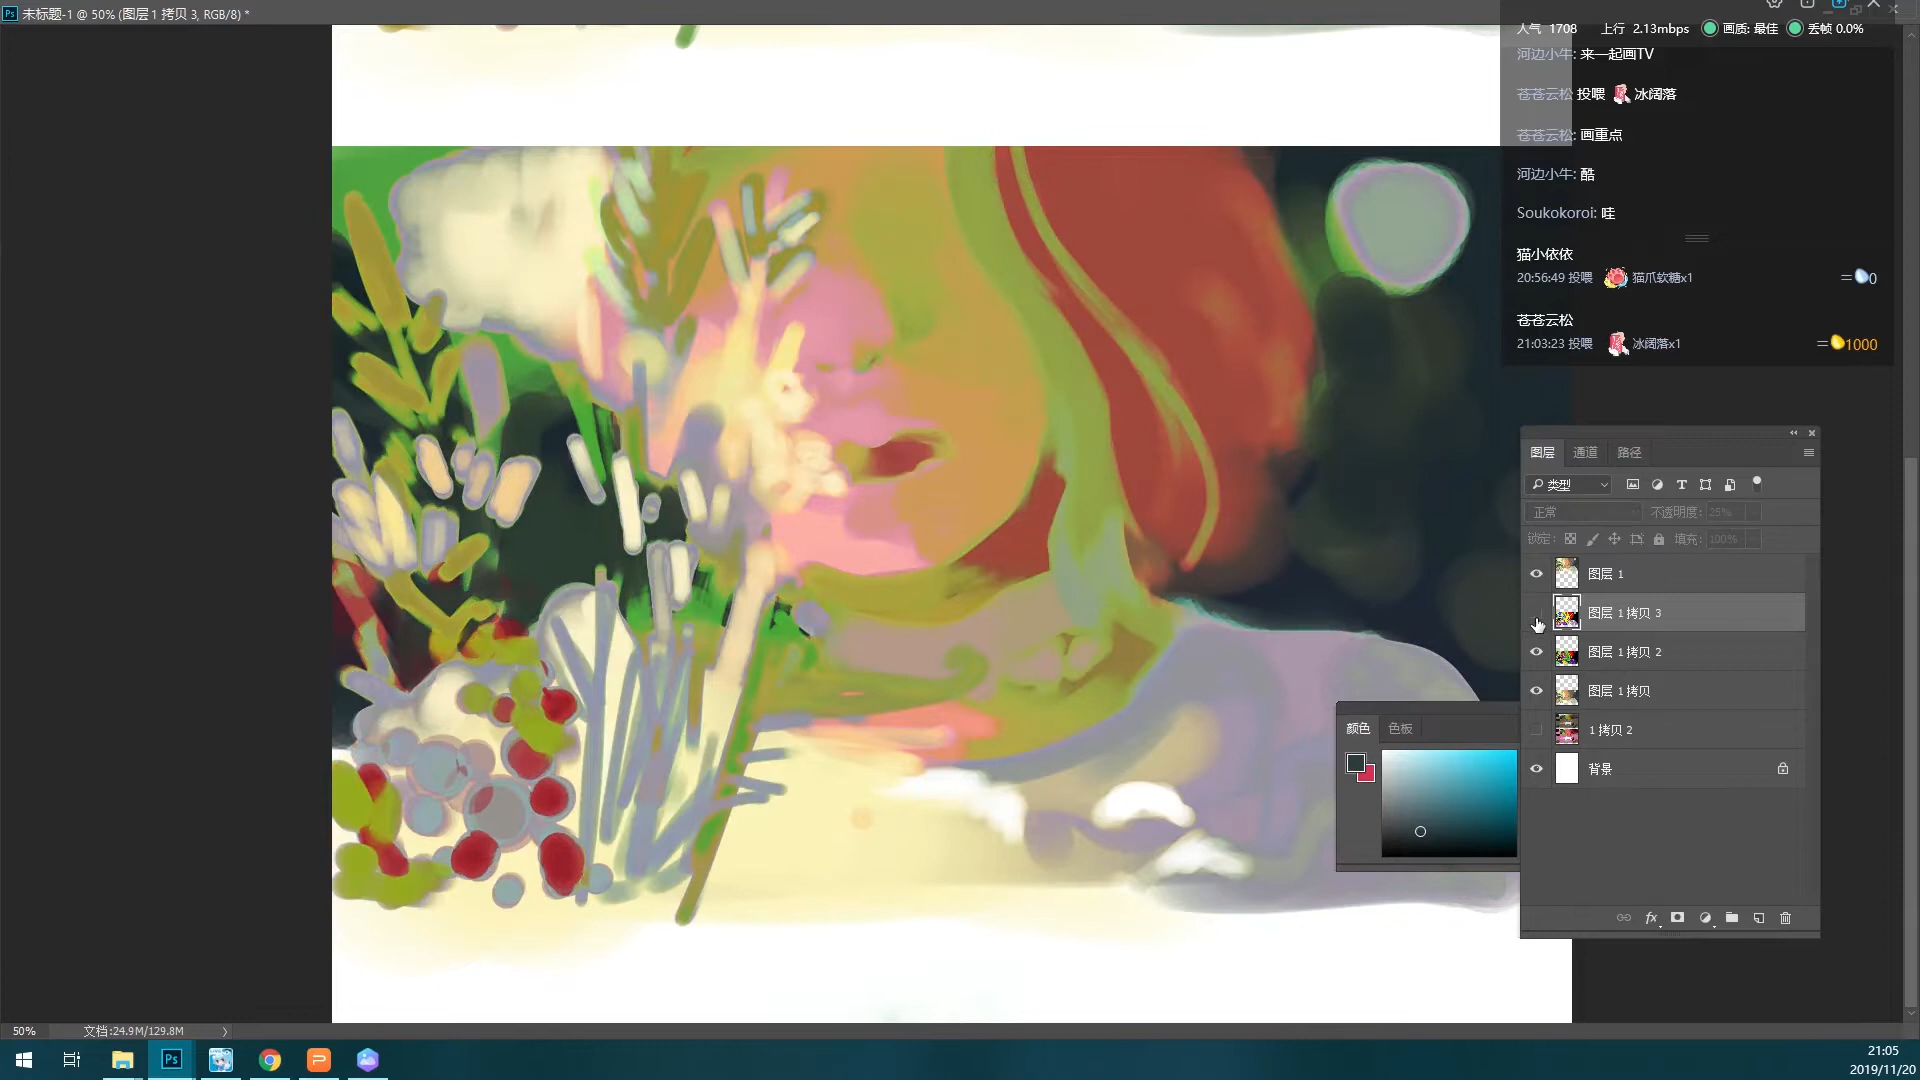 未标题-1 @ 50% (图层 1 拷贝 3, RGB/8) *
人气 1708 上行 2.13mbps 画质: 最佳 丢帧 0.0%
河边小牛: 来一起画TV
苍苍云松 投喂 冰阔落
苍苍云松: 画重点
河边小牛: 酷
Soukokoroi: 哇
猫小依依
20:56:49 投喂 猫爪软糖x1 =0
苍苍云松
21:03:23 投喂 冰阔落x1 =1000
图层 通道 路径
类型
正常 不透明度: 25%
锁定: 填充: 100%
图层 1
图层 1 拷贝 3
图层 1 拷贝 2
图层 1 拷贝
1 拷贝 2
背景
fx
颜色 色板
50% 文档:24.9M/129.8M
Ps
21:05
2019/11/20